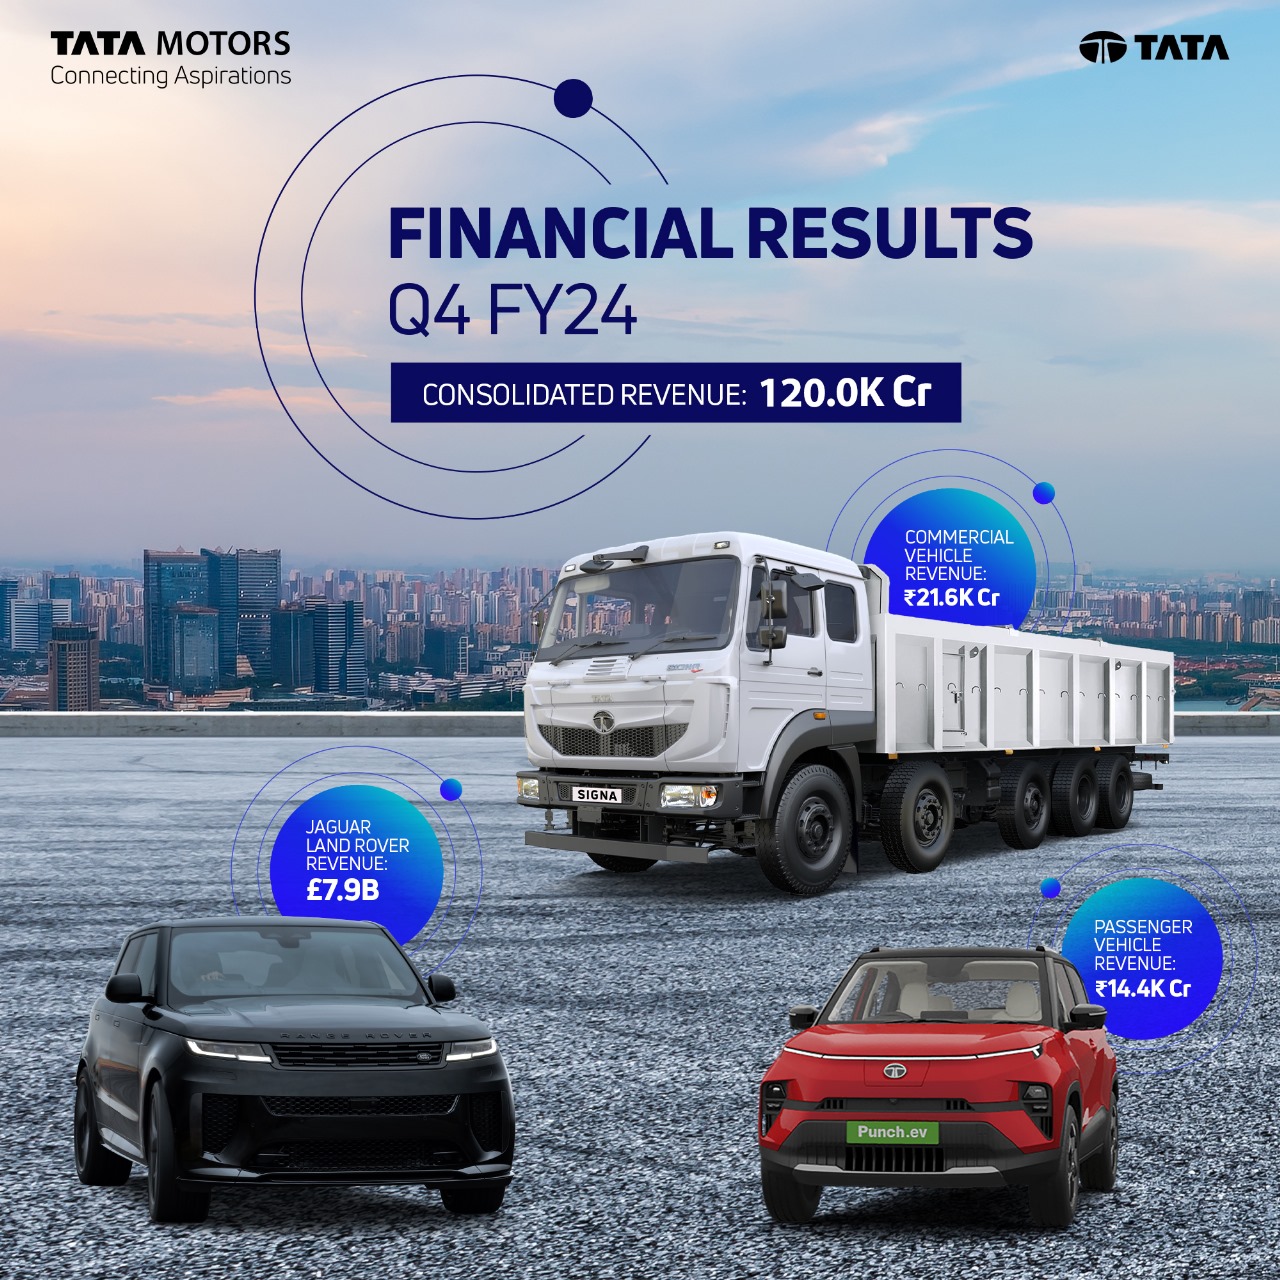 TATA MOTORS
Connecting Aspirations
TATA
FINANCIAL RESULTS
Q4 FY24
CONSOLIDATED REVENUE: 120.0K Cr
COMMERCIAL
VEHICLE
REVENUE:
₹21.6K Cr
TATA
SIGNA
JAGUAR
LAND ROVER
REVENUE:
£7.9B
RANGE ROVER
PASSENGER
VEHICLE
REVENUE:
₹14.4K Cr
Punch.ev